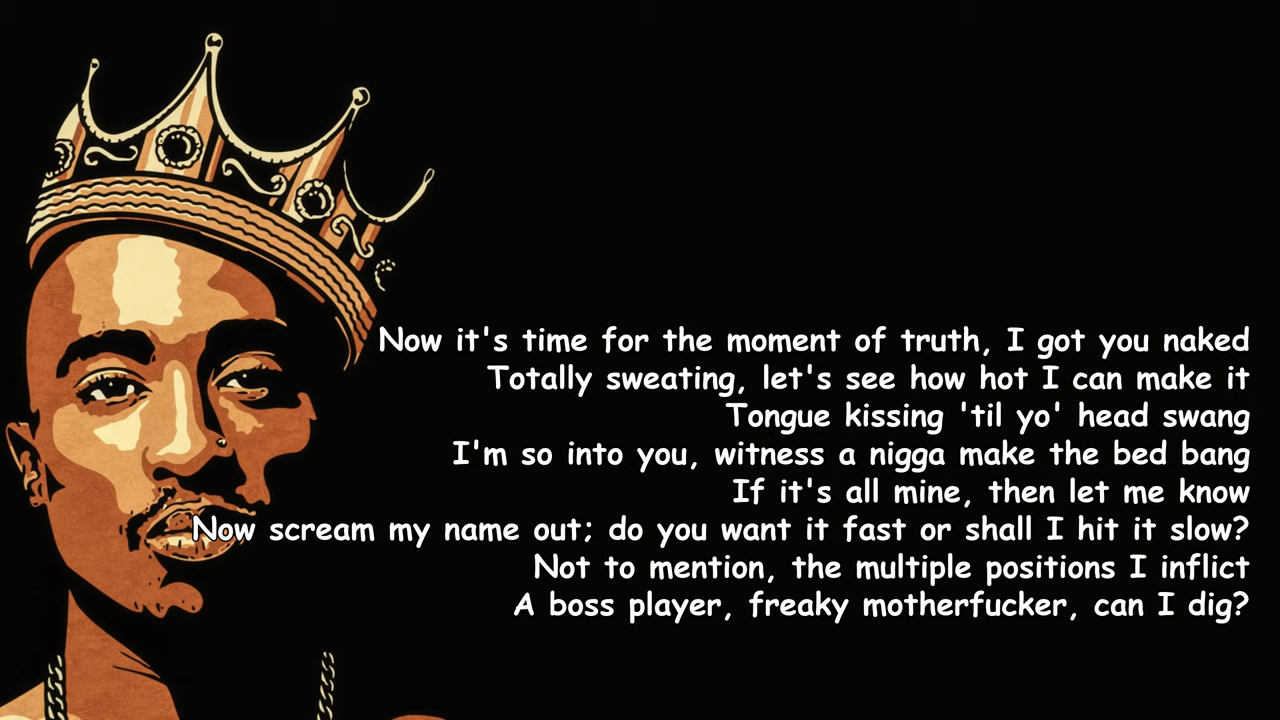 Now it's time for the moment of truth, I got you naked
Totally sweating, let's see how hot I can make it
Tongue kissing 'til yo' head swang
I'm so into you, witness a nigga make the bed bang
If it's all mine, then let me know
Now scream my name out; do you want it fast or shall I hit it slow?
Not to mention, the multiple positions I inflict
A boss player, freaky motherfucker, can I dig?